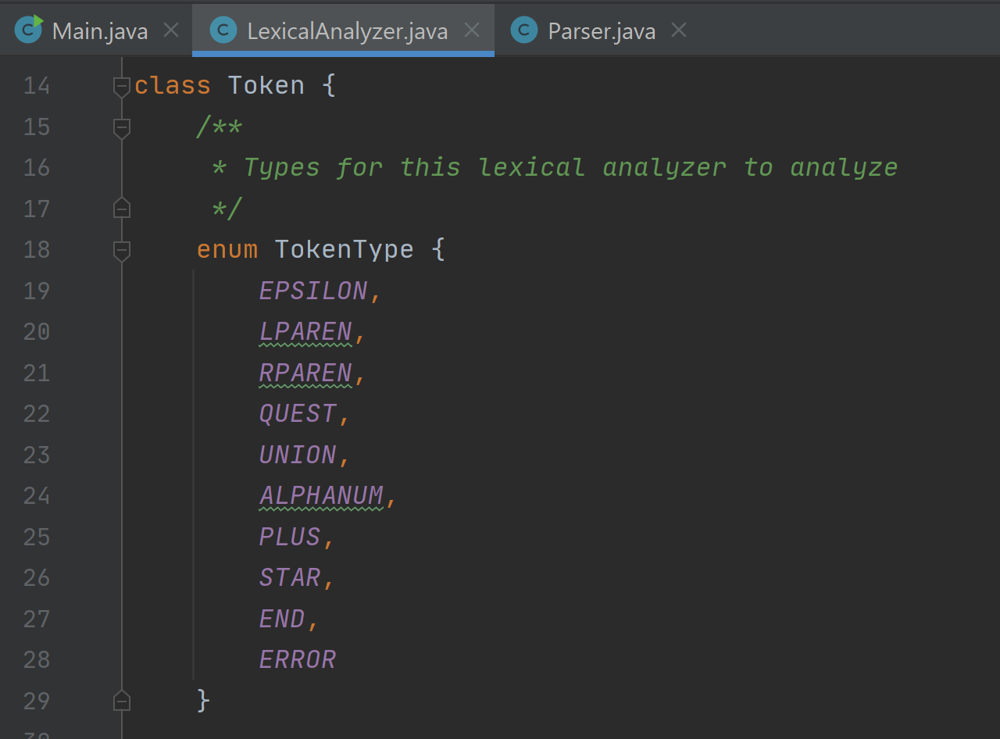 Main.java LexicalAnalyzer.java Parser.java
14 class Token {
15 /**
16 * Types for this lexical analyzer to analyze
17 */
18 enum TokenType {
19 EPSILON,
20 LPAREN,
21 RPAREN,
22 QUEST,
23 UNION,
24 ALPHANUM,
25 PLUS,
26 STAR,
27 END,
28 ERROR
29 }
30